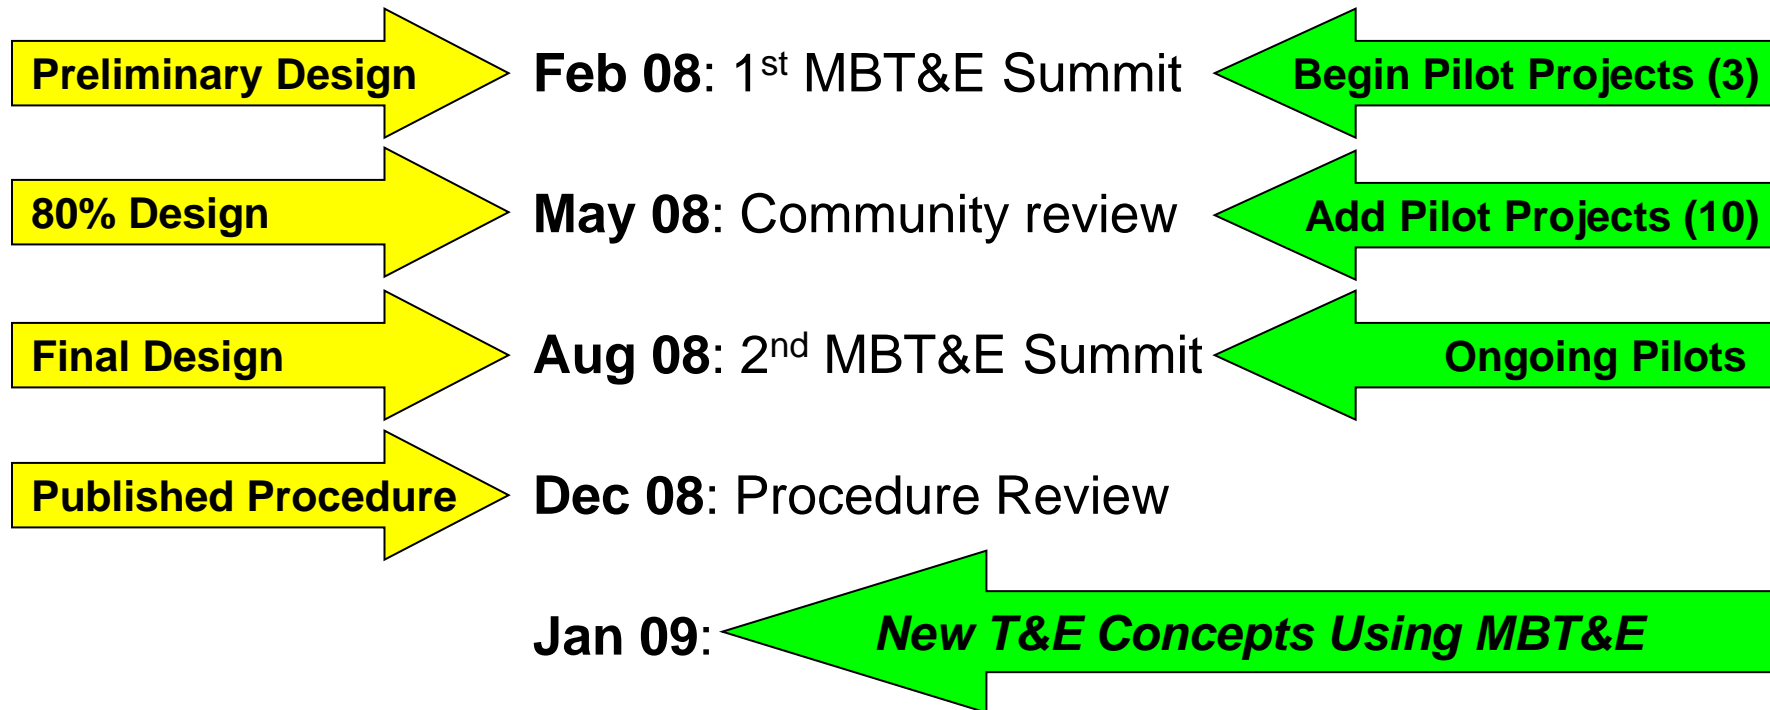 Preliminary Design Feb 08: 1st MBT&E Summit Begin Pilot Projects (3)
80% Design May 08: Community review Add Pilot Projects (10)
Final Design Aug 08: 2nd MBT&E Summit Ongoing Pilots
Published Procedure Dec 08: Procedure Review
Jan 09: New T&E Concepts Using MBT&E